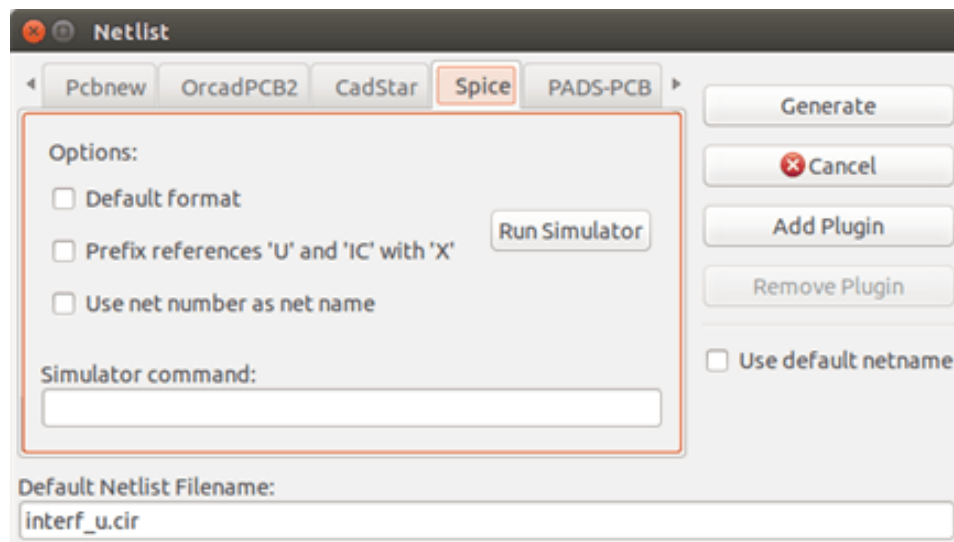 Netlist
Pcbnew OrcadPCB2 CadStar Spice PADS-PCB
Generate
Options:
Cancel
Default format
Add Plugin
Run Simulator
Prefix references 'U' and 'IC' with 'X'
Remove Plugin
Use net number as net name
Use default netname
Simulator command:
Default Netlist Filename:
interf_u.cir